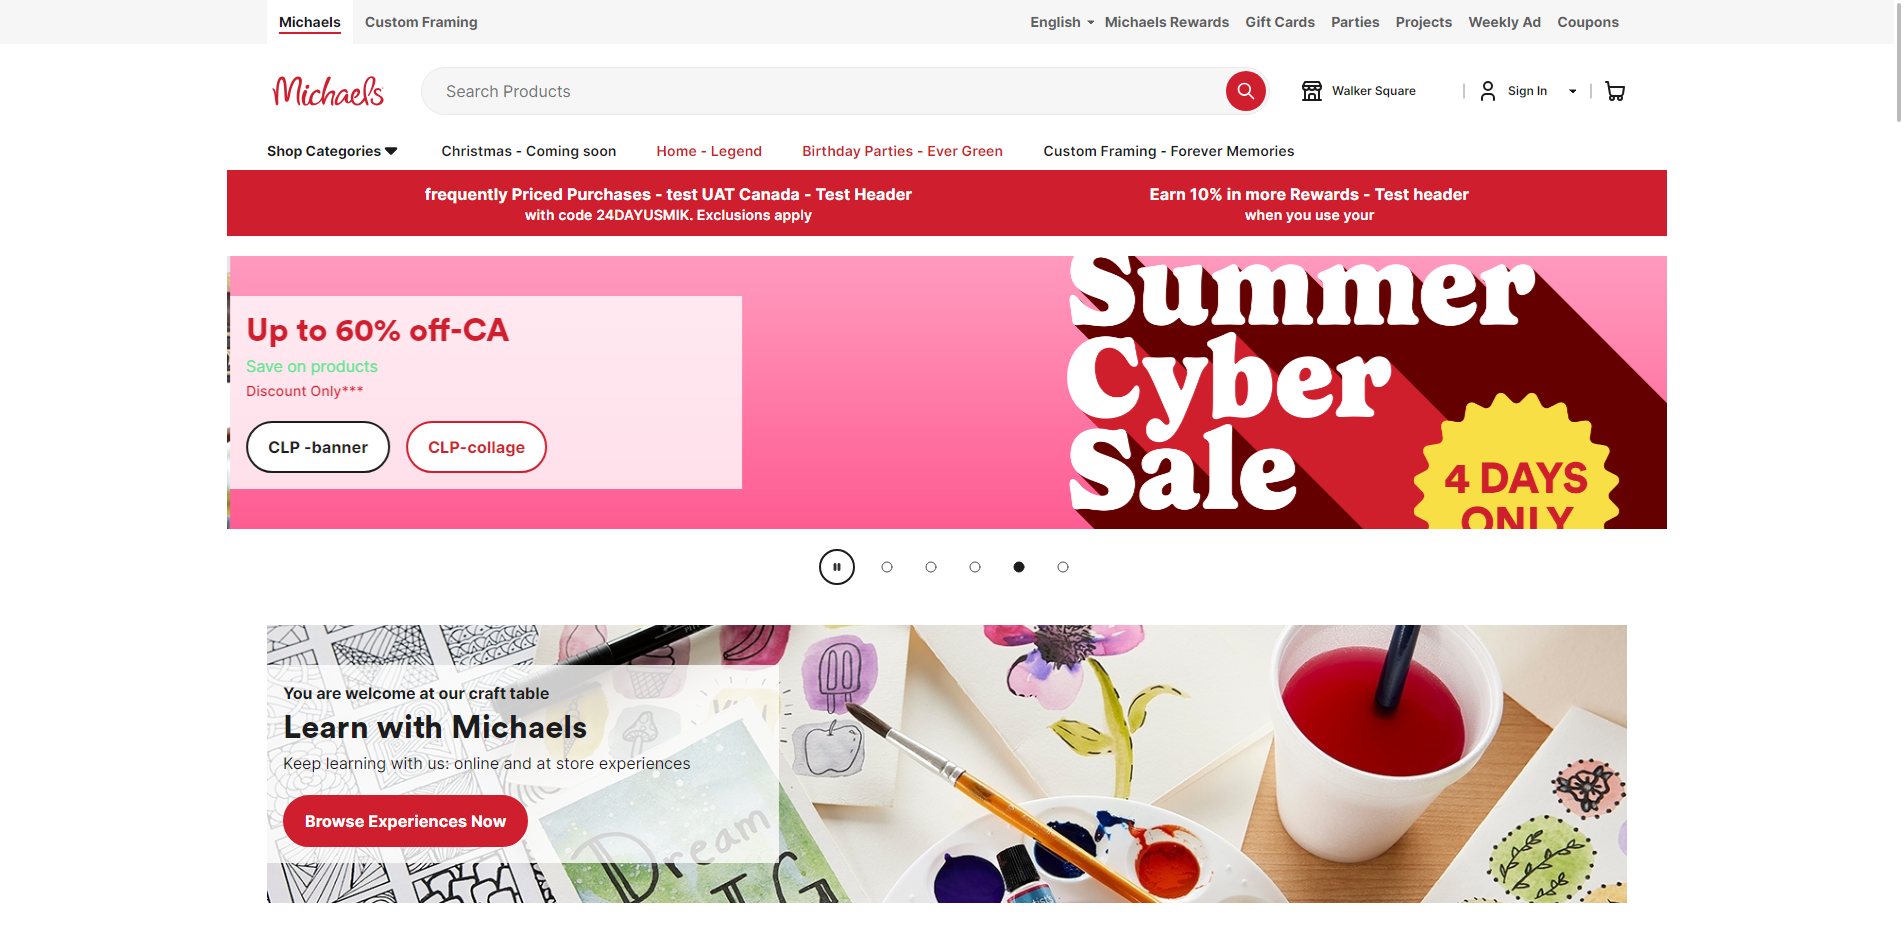 Michaels
Custom Framing
English
Michaels Rewards
Gift Cards
Parties
Projects
Weekly Ad
Coupons
Michaels
Search Products
Walker Square
Sign In
Shop Categories
Christmas - Coming soon
Home - Legend
Birthday Parties - Ever Green
Custom Framing - Forever Memories
frequently Priced Purchases - test UAT Canada - Test Header
with code 24DAYUSMIK. Exclusions apply
Earn 10% in more Rewards - Test header
when you use your
Up to 60% off-CA
Save on products
Discount Only***
CLP -banner
CLP-collage
Summer
Cyber
Sale
4 DAYS
ONLY
You are welcome at our craft table
Learn with Michaels
Keep learning with us: online and at store experiences
Browse Experiences Now
Dream